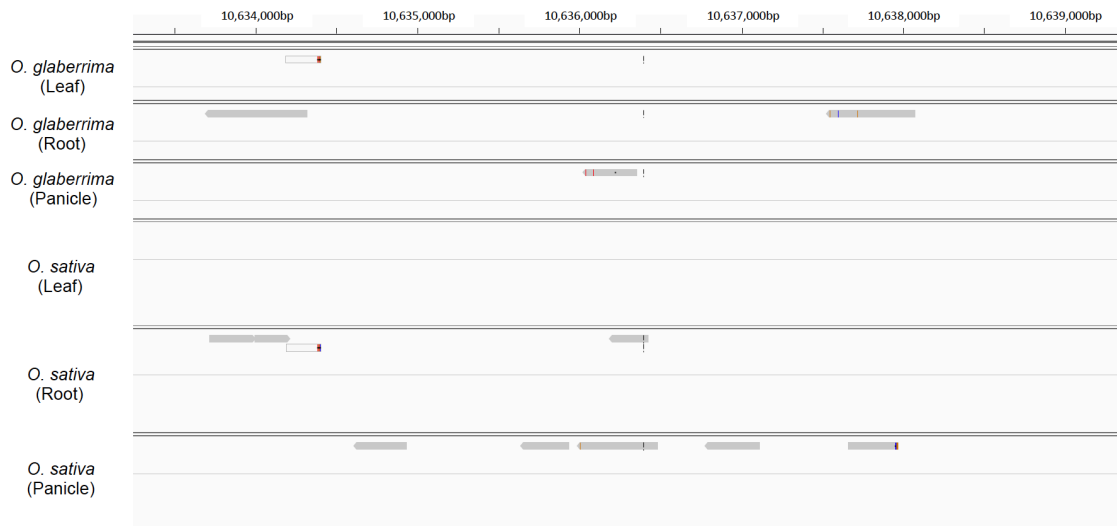 10,634,000bp 10,635,000bp 10,636,000bp 10,637,000bp 10,638,000bp 10,639,000bp
O. glaberrima
(Leaf)
O. glaberrima
(Root)
O. glaberrima
(Panicle)
O. sativa
(Leaf)
O. sativa
(Root)
O. sativa
(Panicle)